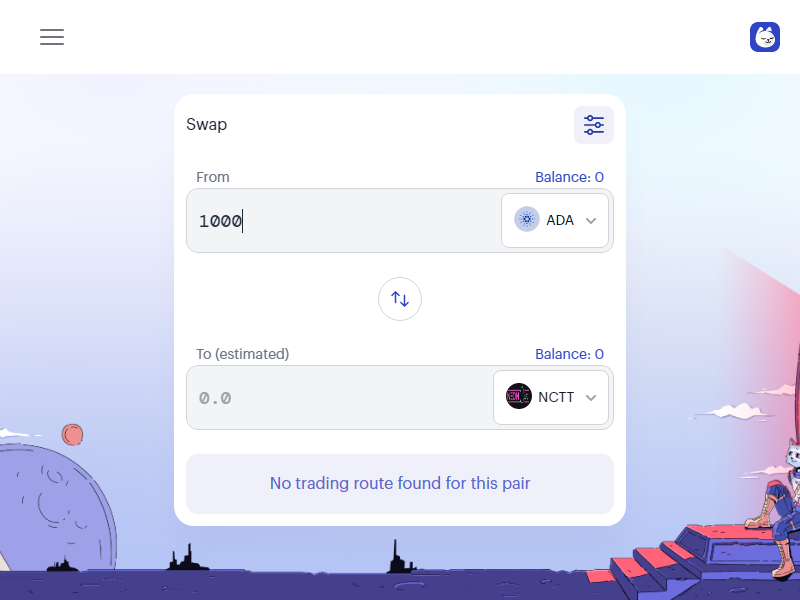 Swap
From
Balance: 0
1000
ADA
To (estimated)
Balance: 0
0.0
NCTT
No trading route found for this pair